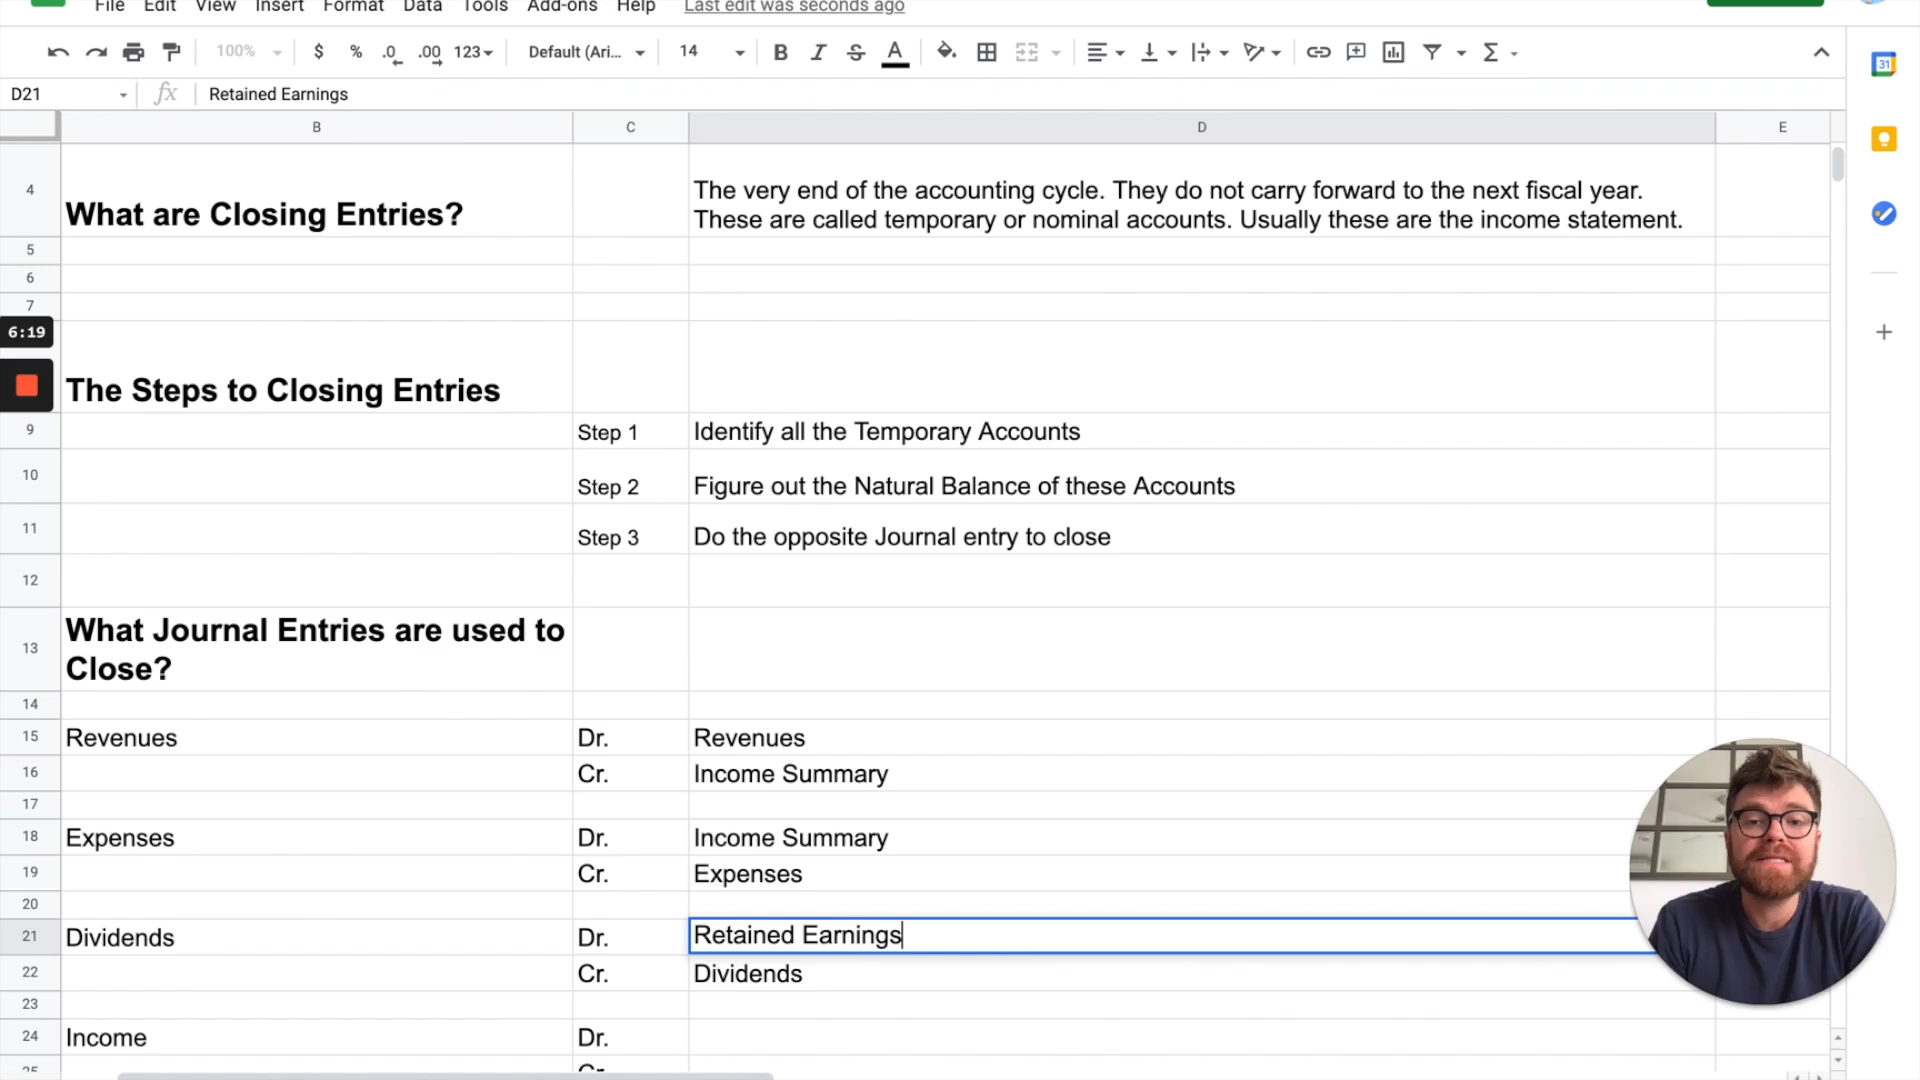 File Edit View Insert Format Data Tools Add-ons Help Last edit was seconds ago
100% $ % .0 .00 123 Default (Ari... 14 B I S A
D21 fx Retained Earnings
B C D E
4 What are Closing Entries? The very end of the accounting cycle. They do not carry forward to the next fiscal year.
These are called temporary or nominal accounts. Usually these are the income statement.
5
6
7
6:19
The Steps to Closing Entries
9 Step 1 Identify all the Temporary Accounts
10 Step 2 Figure out the Natural Balance of these Accounts
11 Step 3 Do the opposite Journal entry to close
12
13 What Journal Entries are used to
Close?
14
15 Revenues Dr. Revenues
16 Cr. Income Summary
17
18 Expenses Dr. Income Summary
19 Cr. Expenses
20
21 Dividends Dr. Retained Earnings
22 Cr. Dividends
23
24 Income Dr.
25 Cr.
31